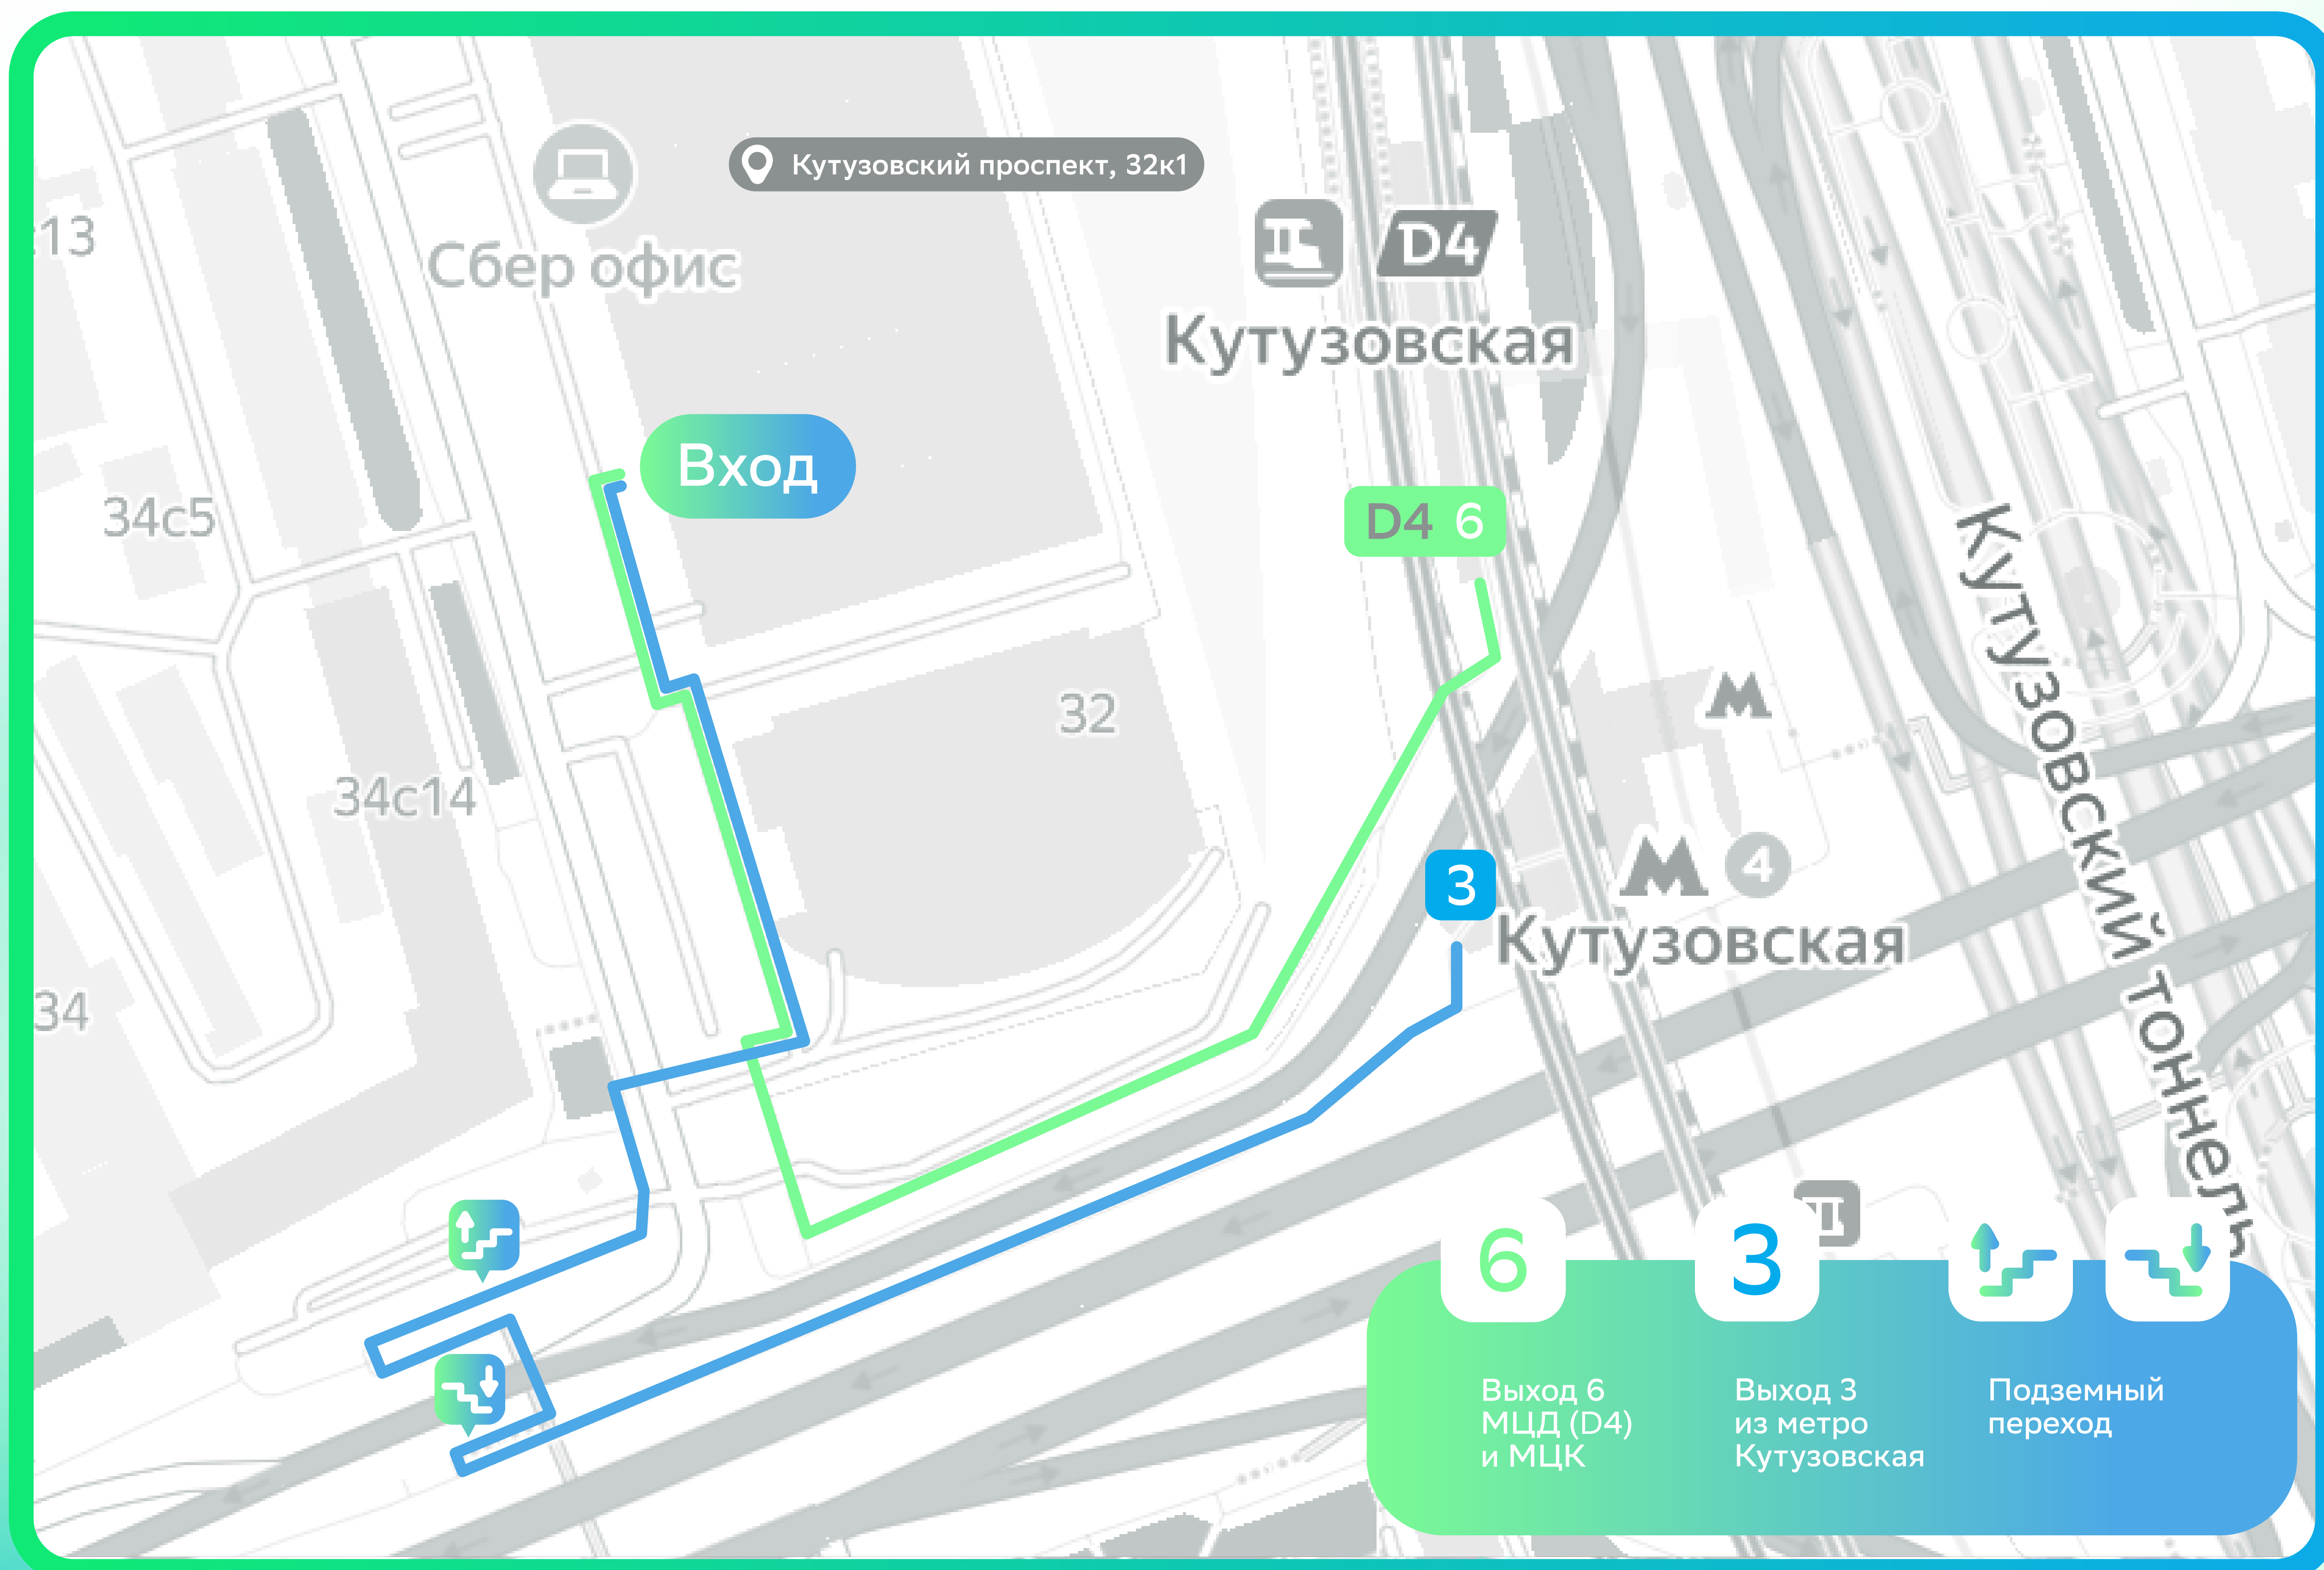 Кутузовский проспект, 32к1
D4
Сбер офис
Кутузовская
Вход
D4 6
34с5
32
34с14
3
4
Кутузовская
34
Кутузовский тоннель
6
3
Выход 6
МЦД (D4)
и МЦК
Выход 3
из метро
Кутузовская
Подземный
переход